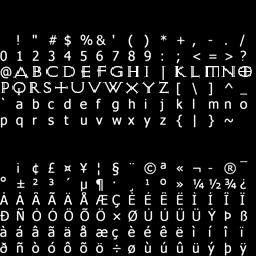 ! " # $ % & ' ( ) * + , - . /
0 1 2 3 4 5 6 7 8 9 : ; < = > ?
@ A B C D E F G H I J K L M N O
P Q R S T U V W X Y Z [ \ ] ^ _
` a b c d e f g h i j k l m n o
p q r s t u v w x y z { | } ~
¡ ¢ £ ¤ ¥ ¦ § ¨ © ª « ¬ - ® ¯
° ± ² ³ ´ µ ¶ · ¸ ¹ º » ¼ ½ ¾ ¿
À Á Â Ã Ä Å Æ Ç È É Ê Ë Ì Í Î Ï
Ð Ñ Ò Ó Ô Õ Ö × Ø Ù Ú Û Ü Ý Þ ß
à á â ã ä å æ ç è é ê ë ì í î ï
ð ñ ò ó ô õ ö ÷ ø ù ú û ü ý þ ÿ